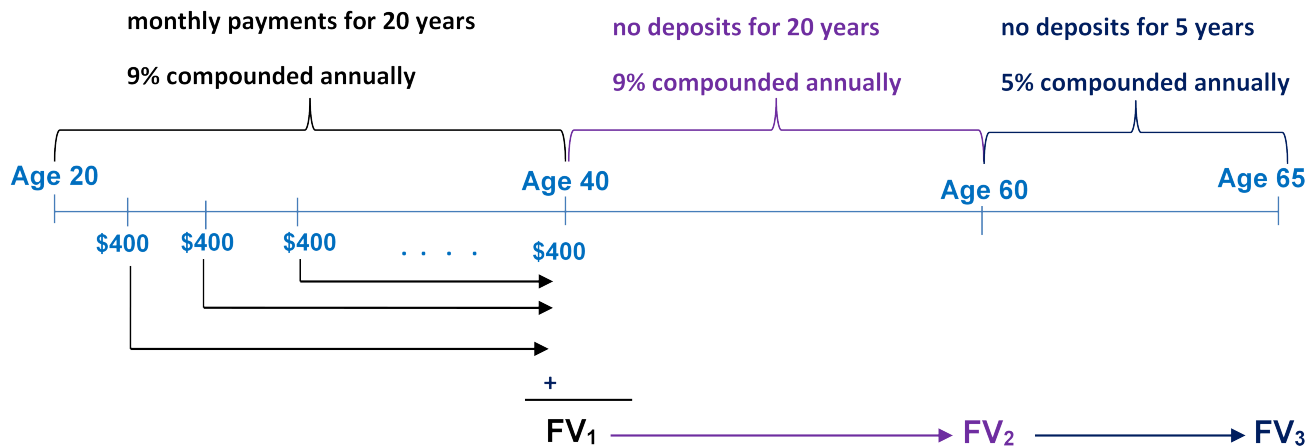 monthly payments for 20 years
9% compounded annually
no deposits for 20 years
9% compounded annually
no deposits for 5 years
5% compounded annually
Age 20
Age 40
Age 60
Age 65
$400 $400 $400 . . . . $400
+
FV₁ FV₂ FV₃